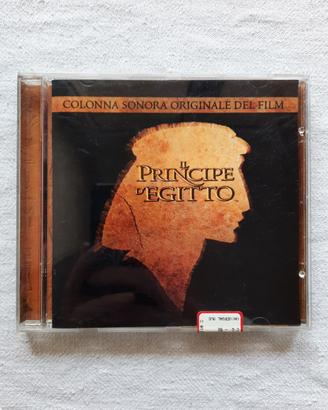 COLONNA SONORA ORIGINALE DEL FILM
IL
PRINCIPE
D'EGITTO